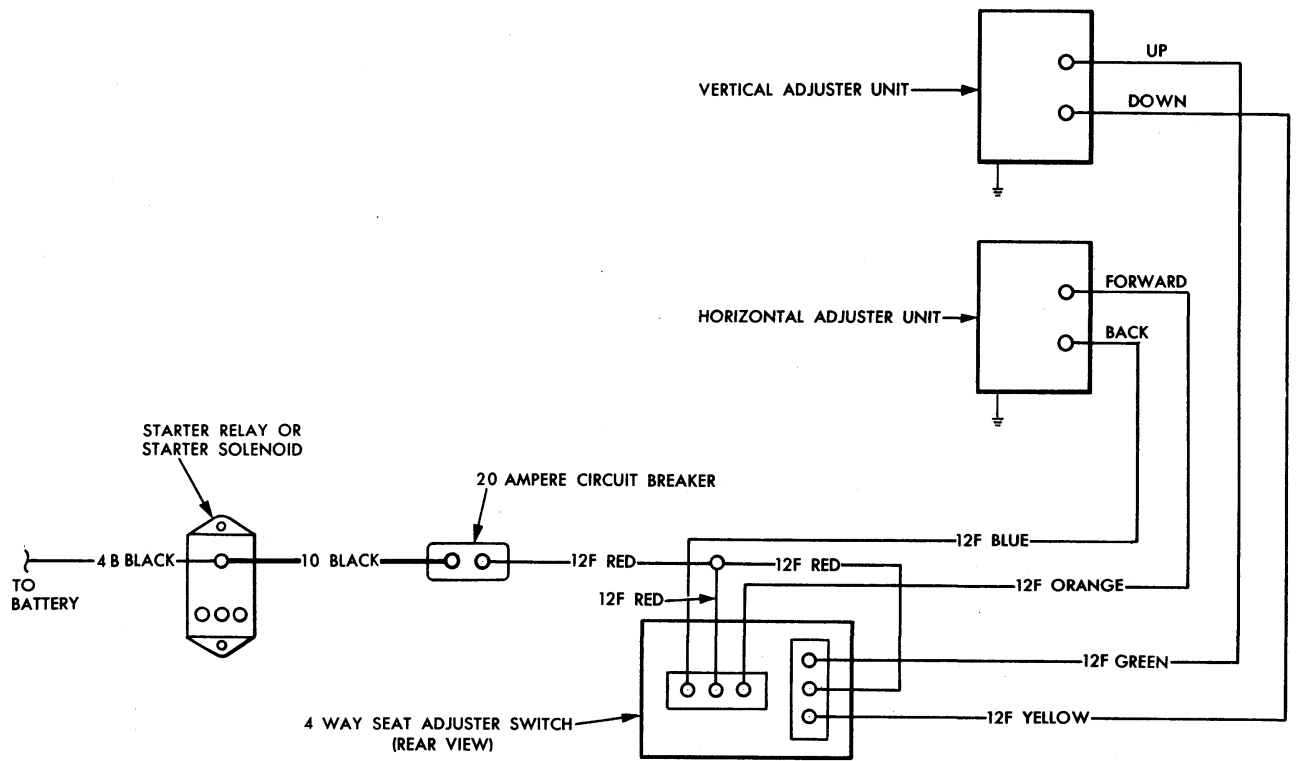 UP
VERTICAL ADJUSTER UNIT
DOWN
FORWARD
HORIZONTAL ADJUSTER UNIT
BACK
STARTER RELAY OR
STARTER SOLENOID
20 AMPERE CIRCUIT BREAKER
12F BLUE
4 B BLACK
10 BLACK
12F RED
12F RED
TO
BATTERY
12F ORANGE
12F RED
12F GREEN
4 WAY SEAT ADJUSTER SWITCH
(REAR VIEW)
12F YELLOW